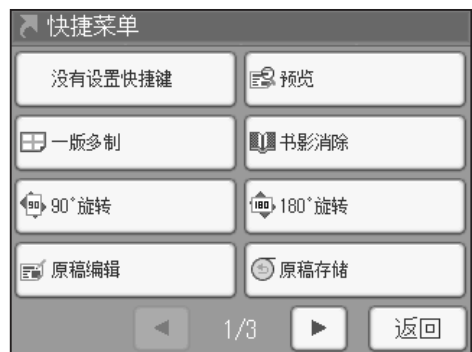 快捷菜单
没有设置快捷键
预览
一版多制
书影消除
90°旋转
180°旋转
原稿编辑
原稿存储
1/3
返回